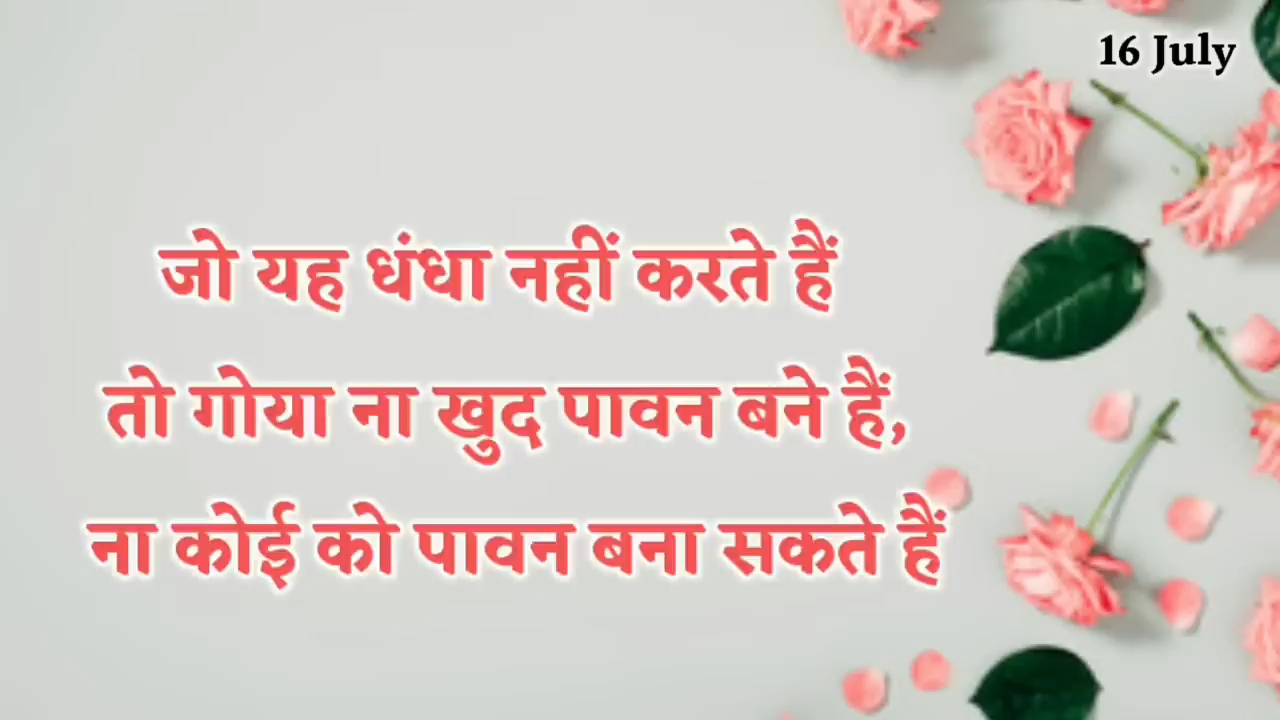 16 July
जो यह धंधा नहीं करते हैं
तो गोया ना खुद पावन बने हैं,
ना कोई को पावन बना सकते हैं